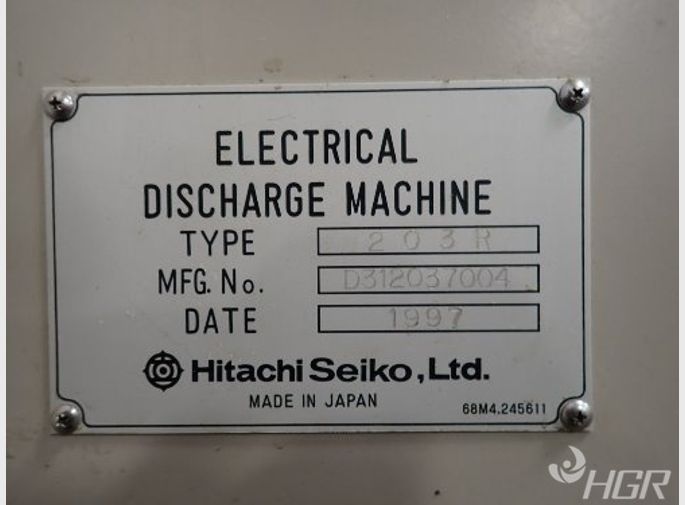 ELECTRICAL
DISCHARGE MACHINE
TYPE 203R
MFG. No. D312037004
DATE 1997
Hitachi Seiko, Ltd.
MADE IN JAPAN
68M4.245611
HGR